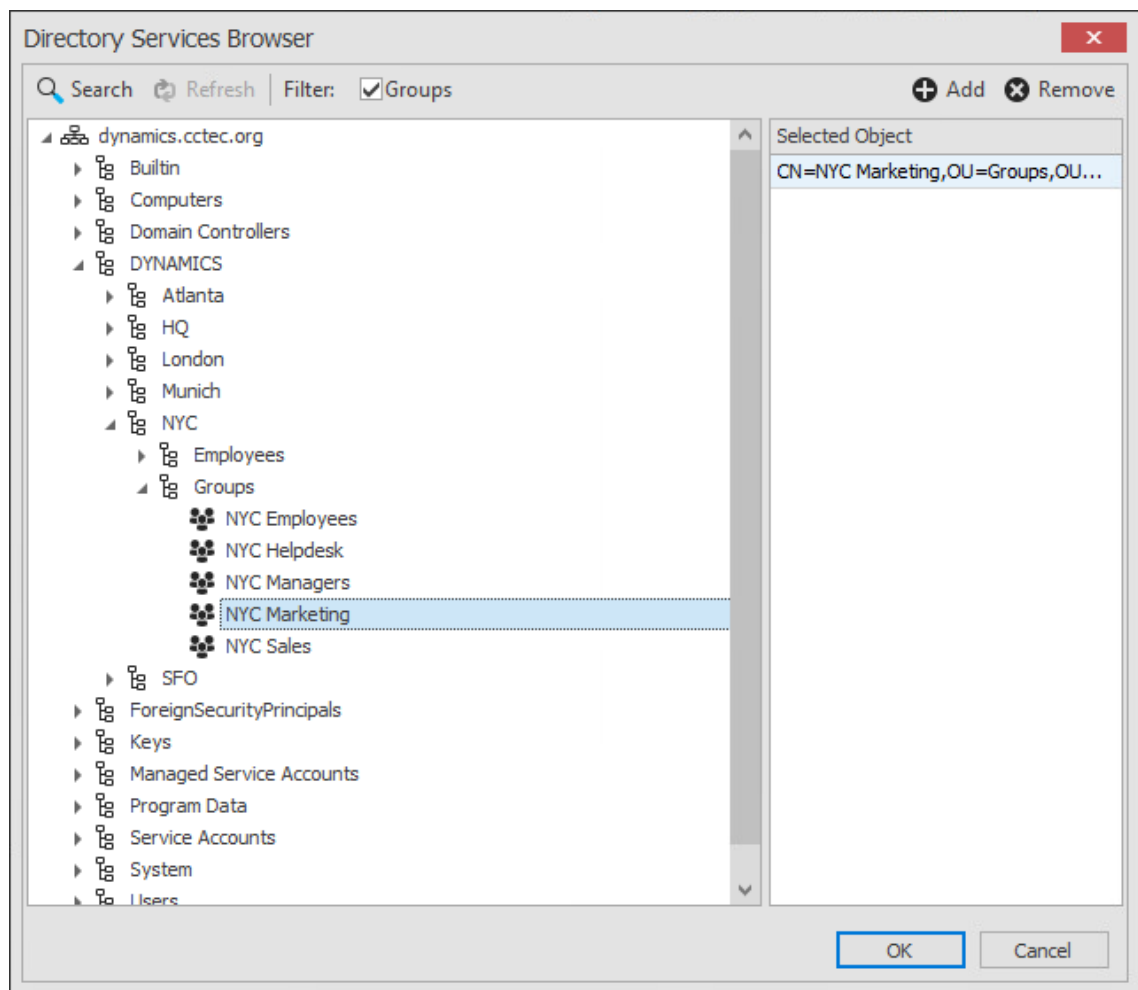 Directory Services Browser
Search Refresh Filter: Groups Add Remove
dynamics.cctec.org
Builtin
Computers
Domain Controllers
DYNAMICS
Atlanta
HQ
London
Munich
NYC
Employees
Groups
NYC Employees
NYC Helpdesk
NYC Managers
NYC Marketing
NYC Sales
SFO
ForeignSecurityPrincipals
Keys
Managed Service Accounts
Program Data
Service Accounts
System
Users
Selected Object
CN=NYC Marketing,OU=Groups,OU...
OK Cancel